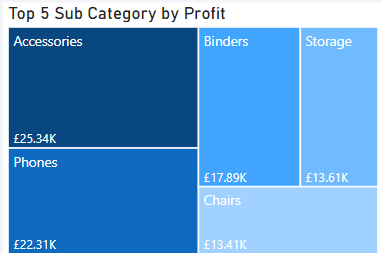 Top 5 Sub Category by Profit
Accessories
£25.34K
Phones
£22.31K
Binders
£17.89K
Storage
£13.61K
Chairs
£13.41K